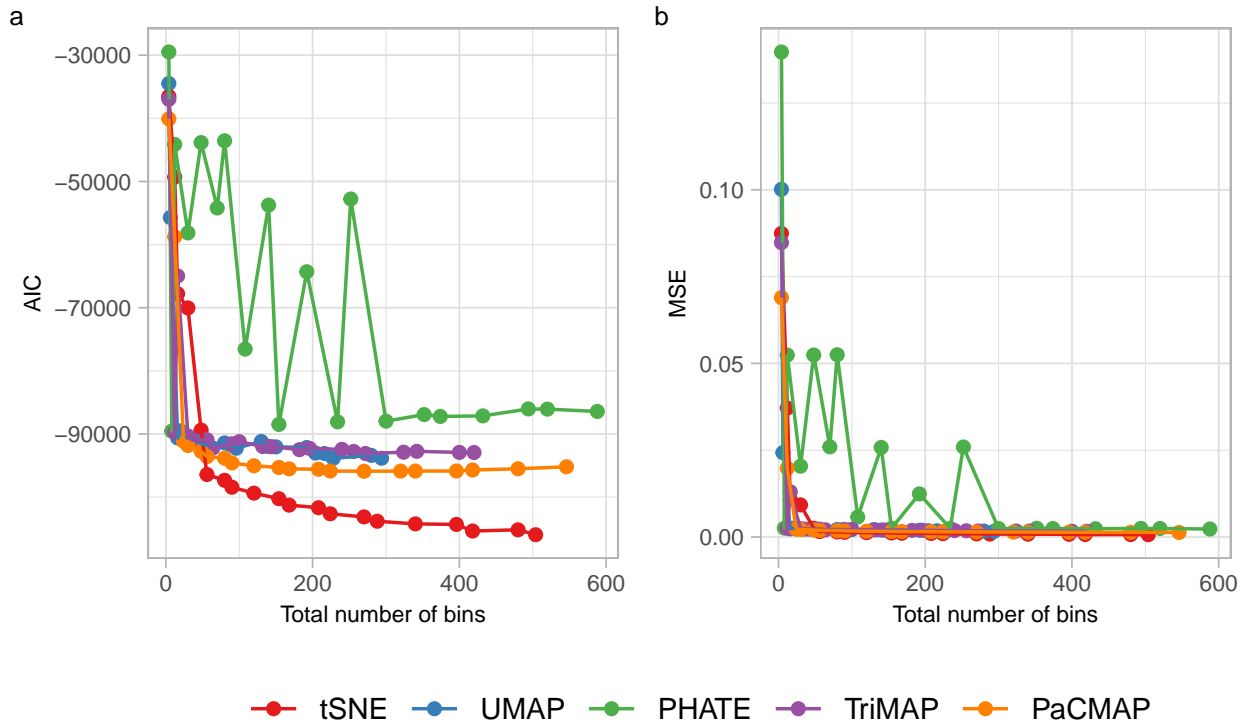 a
b
−30000
−50000
−70000
−90000
AIC
0
200
400
600
Total number of bins
0.10
0.05
0.00
MSE
0
200
400
600
Total number of bins
tSNE
UMAP
PHATE
TriMAP
PaCMAP